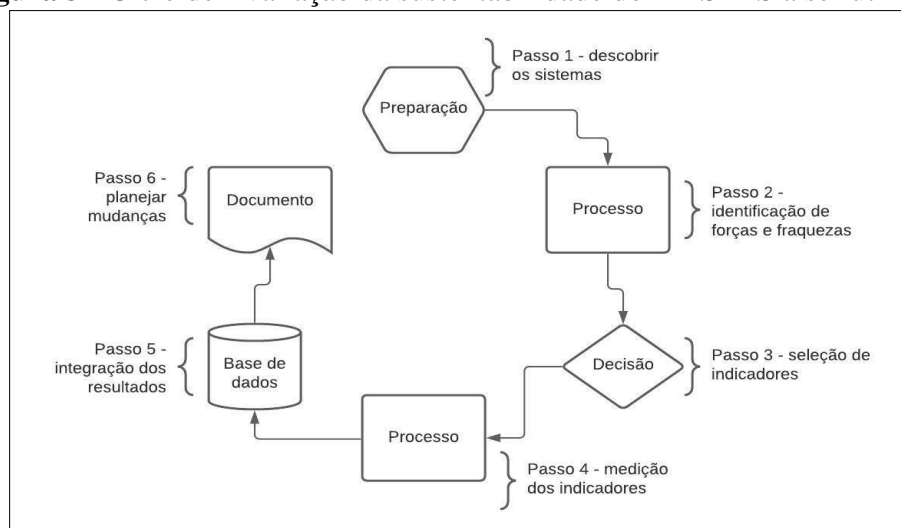 Passo 1 - descobrir
os sistemas
Preparação
Passo 2 -
identificação de
forças e fraquezas
Processo
Passo 3 - seleção de
indicadores
Decisão
Passo 4 - medição
dos indicadores
Processo
Passo 5 -
integração dos
resultados
Base de
dados
Passo 6 -
planejar
mudanças
Documento